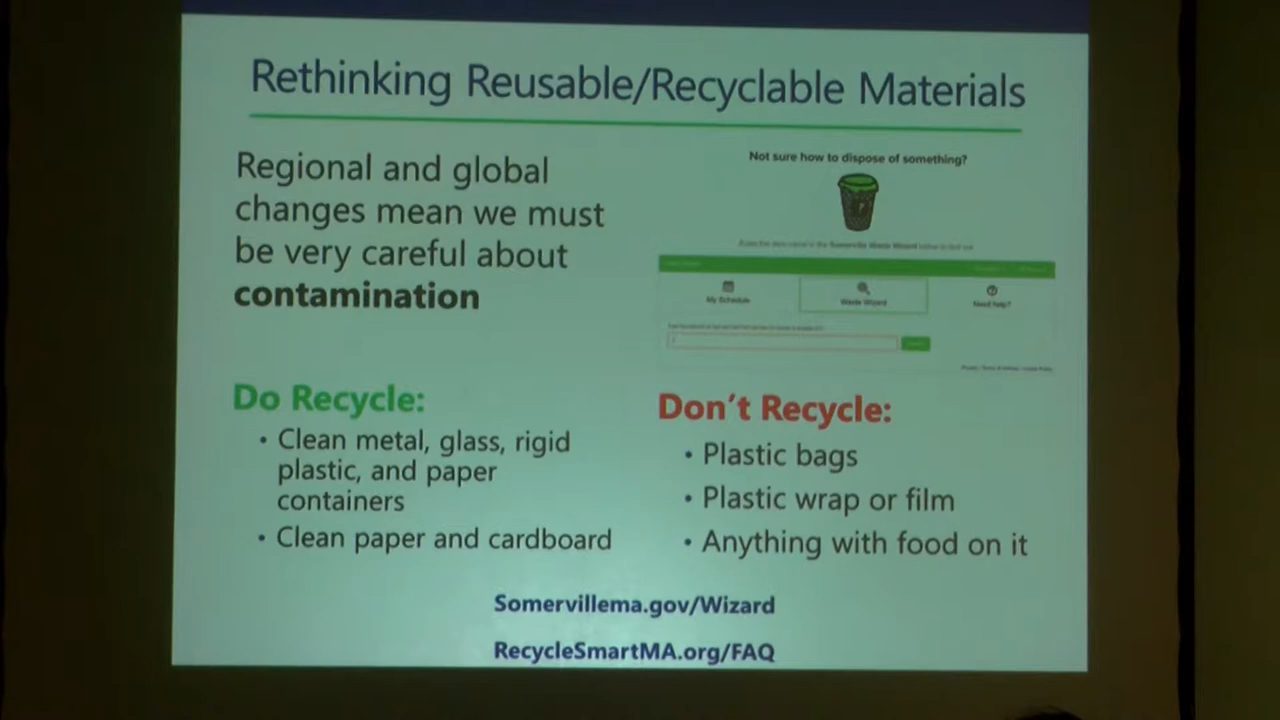 Rethinking Reusable/Recyclable Materials
Regional and global
changes mean we must
be very careful about
contamination
Not sure how to dispose of something?
My Schedule
Waste Wizard
Need help?
Do Recycle:
• Clean metal, glass, rigid
plastic, and paper
containers
• Clean paper and cardboard
Don't Recycle:
• Plastic bags
• Plastic wrap or film
• Anything with food on it
Somervillema.gov/Wizard
RecycleSmartMA.org/FAQ